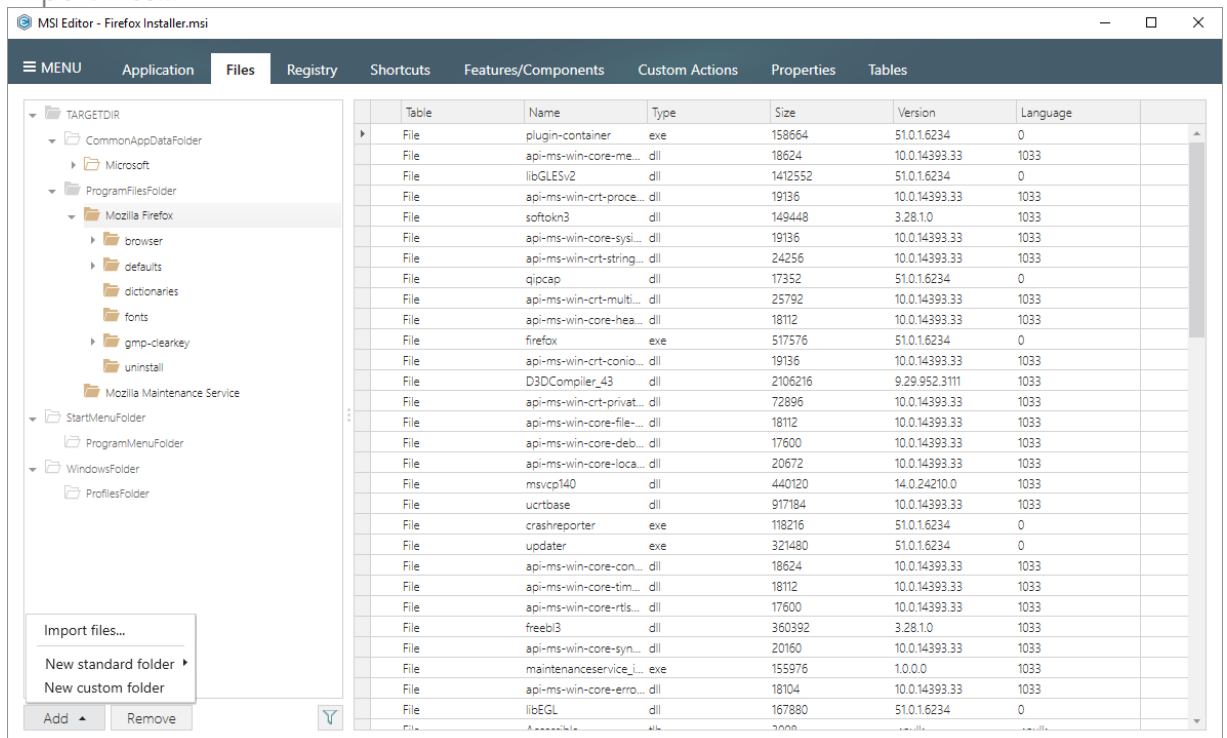 MSI Editor - Firefox Installer.msi
MENU Application Files Registry Shortcuts Features/Components Custom Actions Properties Tables
TARGETDIR
CommonAppDataFolder
Microsoft
ProgramFilesFolder
Mozilla Firefox
browser
defaults
dictionaries
fonts
gmp-clearkey
uninstall
Mozilla Maintenance Service
StartMenuFolder
ProgramMenuFolder
WindowsFolder
ProfilesFolder
Import files...
New standard folder
New custom folder
Add Remove
Table Name Type Size Version Language
File plugin-container exe 158664 51.0.1.6234 0
File api-ms-win-core-me... dll 18624 10.0.14393.33 1033
File libGLESv2 dll 1412552 51.0.1.6234 0
File api-ms-win-crt-proce... dll 19136 10.0.14393.33 1033
File softokn3 dll 149448 3.28.1.0 1033
File api-ms-win-core-sysi... dll 19136 10.0.14393.33 1033
File api-ms-win-crt-string... dll 24256 10.0.14393.33 1033
File qipcap dll 17352 51.0.1.6234 0
File api-ms-win-crt-multi... dll 25792 10.0.14393.33 1033
File api-ms-win-core-hea... dll 18112 10.0.14393.33 1033
File firefox exe 517576 51.0.1.6234 0
File api-ms-win-crt-conio... dll 19136 10.0.14393.33 1033
File D3DCompiler_43 dll 2106216 9.29.952.3111 1033
File api-ms-win-crt-privat... dll 72896 10.0.14393.33 1033
File api-ms-win-core-file-... dll 18112 10.0.14393.33 1033
File api-ms-win-core-deb... dll 17600 10.0.14393.33 1033
File api-ms-win-core-loca... dll 20672 10.0.14393.33 1033
File msvcp140 dll 440120 14.0.24210.0 1033
File ucrtbase dll 917184 10.0.14393.33 1033
File crashreporter exe 118216 51.0.1.6234 0
File updater exe 321480 51.0.1.6234 0
File api-ms-win-core-con... dll 18624 10.0.14393.33 1033
File api-ms-win-core-tim... dll 18112 10.0.14393.33 1033
File api-ms-win-core-rtls... dll 17600 10.0.14393.33 1033
File freebl3 dll 360392 3.28.1.0 1033
File api-ms-win-core-syn... dll 20160 10.0.14393.33 1033
File maintenanceservice_i... exe 155976 1.0.0.0 1033
File api-ms-win-core-erro... dll 18104 10.0.14393.33 1033
File libEGL dll 167880 51.0.1.6234 0